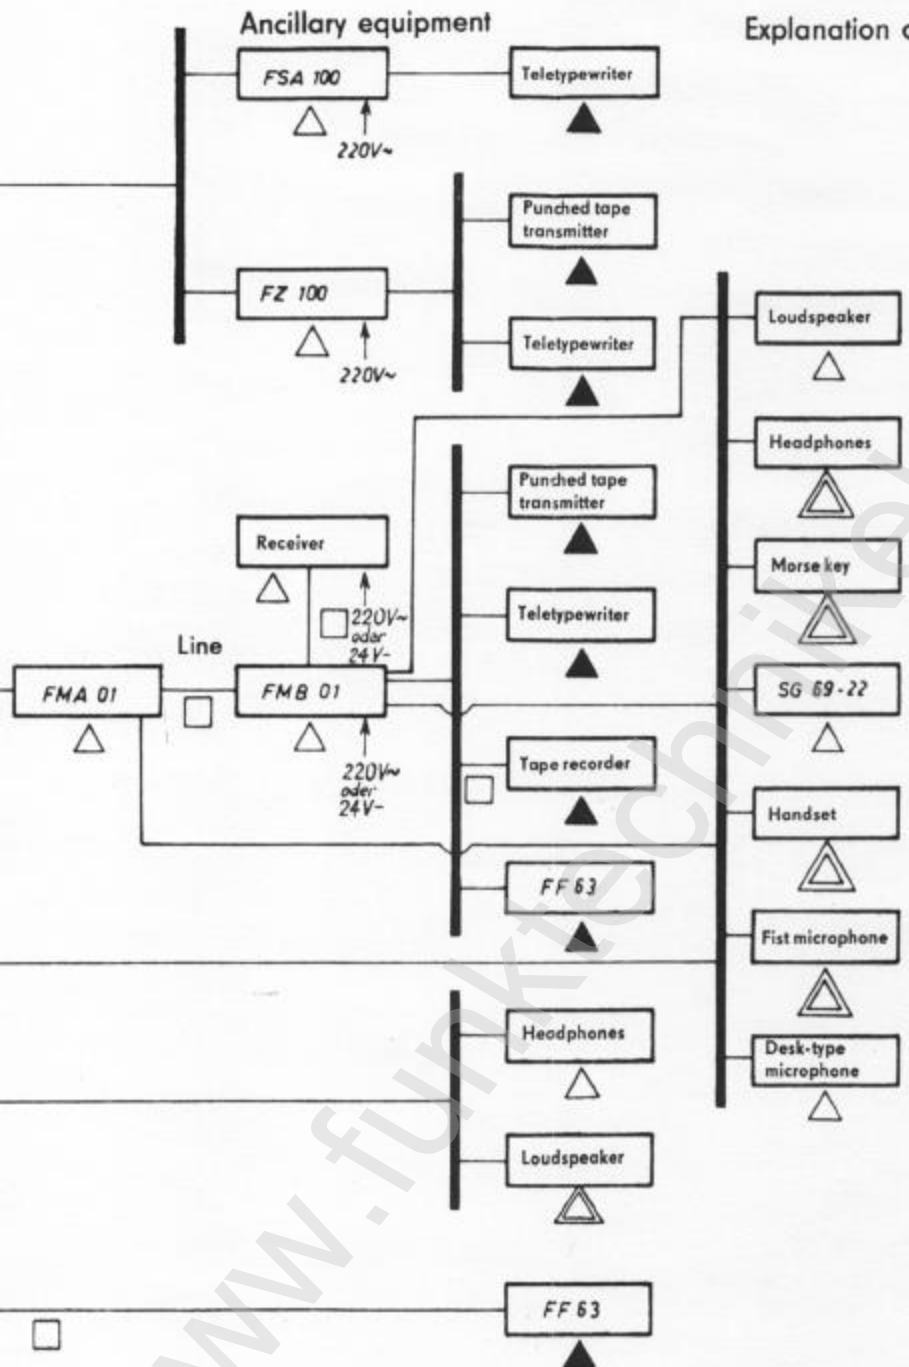 Ancillary equipment
Explanation
FSA 100
220V~
Teletypewriter
FZ 100
220V~
Punched tape
transmitter
Teletypewriter
Loudspeaker
Headphones
Morse key
SG 69-22
Handset
Fist microphone
Desk-type
microphone
Punched tape
transmitter
Receiver
220V~
oder
24V-
Teletypewriter
Line
FMA 01
FMB 01
220V~
oder
24V-
Tape recorder
FF 63
Headphones
Loudspeaker
FF 63
www.funktechnike